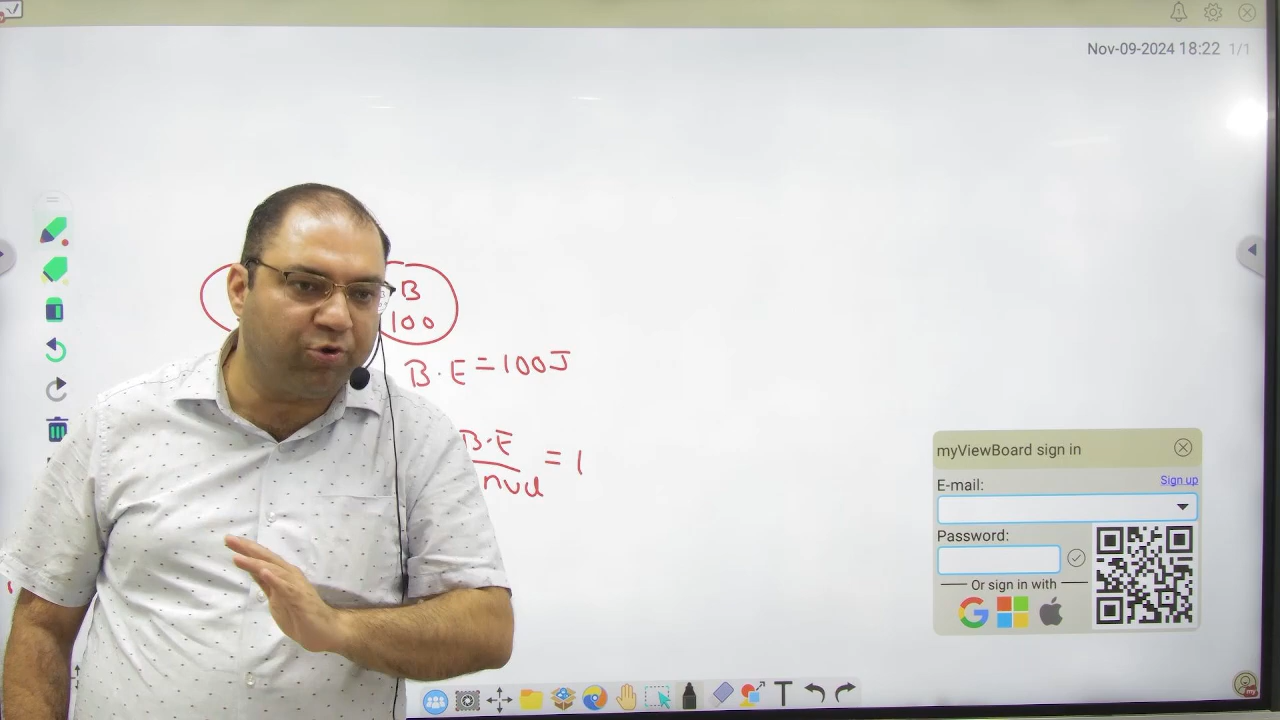 Nov-09-2024 18:22 1/1
B
100
B.E = 100J
B.E
nud = 1
myViewBoard sign in
E-mail:
Sign up
Password:
Or sign in with